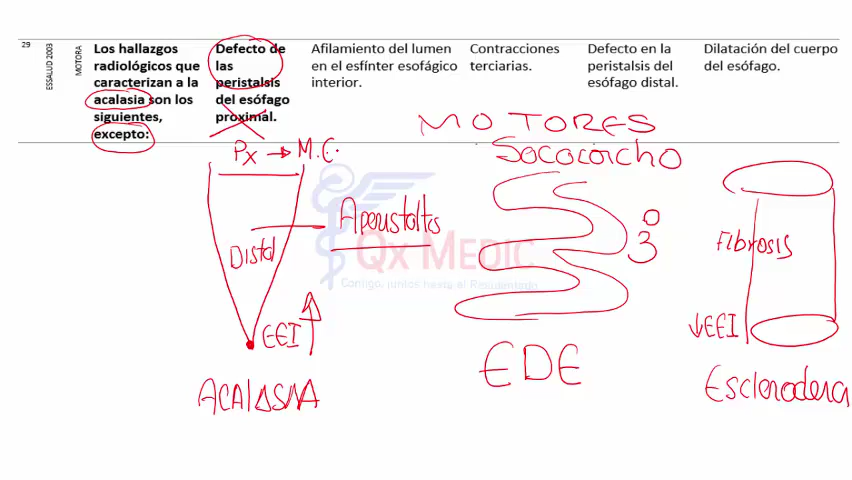 29
ESSALUD 2003
MOTORA
Los hallazgos
radiológicos que
caracterizan a la
acalasia son los
siguientes,
excepto:
Defecto de
las
peristalsis
del esófago
proximal.
Afilamiento del lumen
en el esfínter esofágico
interior.
Contracciones
terciarias.
Defecto en la
peristalsis del
esófago distal.
Dilatación del cuerpo
del esófago.
MOTORES
Px → M.E.
Sacacorcho
Aperistaltis
Distal
3º
Fibrosis
Qx MEDIC
Contigo, juntos hasta el Residentado
EEI ↑
↓EEI
ACALASIA
EDE
Esclerodera